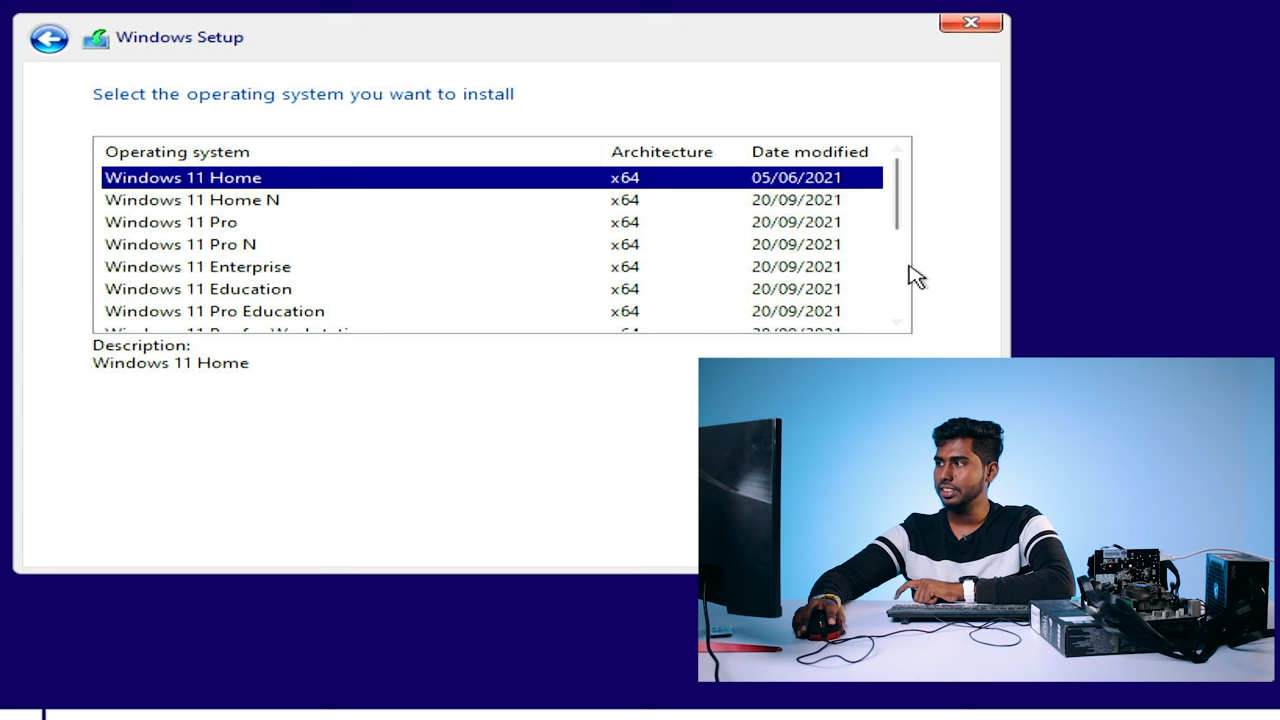 Windows Setup
Select the operating system you want to install
Operating system Architecture Date modified
Windows 11 Home x64 05/06/2021
Windows 11 Home N x64 20/09/2021
Windows 11 Pro x64 20/09/2021
Windows 11 Pro N x64 20/09/2021
Windows 11 Enterprise x64 20/09/2021
Windows 11 Education x64 20/09/2021
Windows 11 Pro Education x64 20/09/2021
Description:
Windows 11 Home